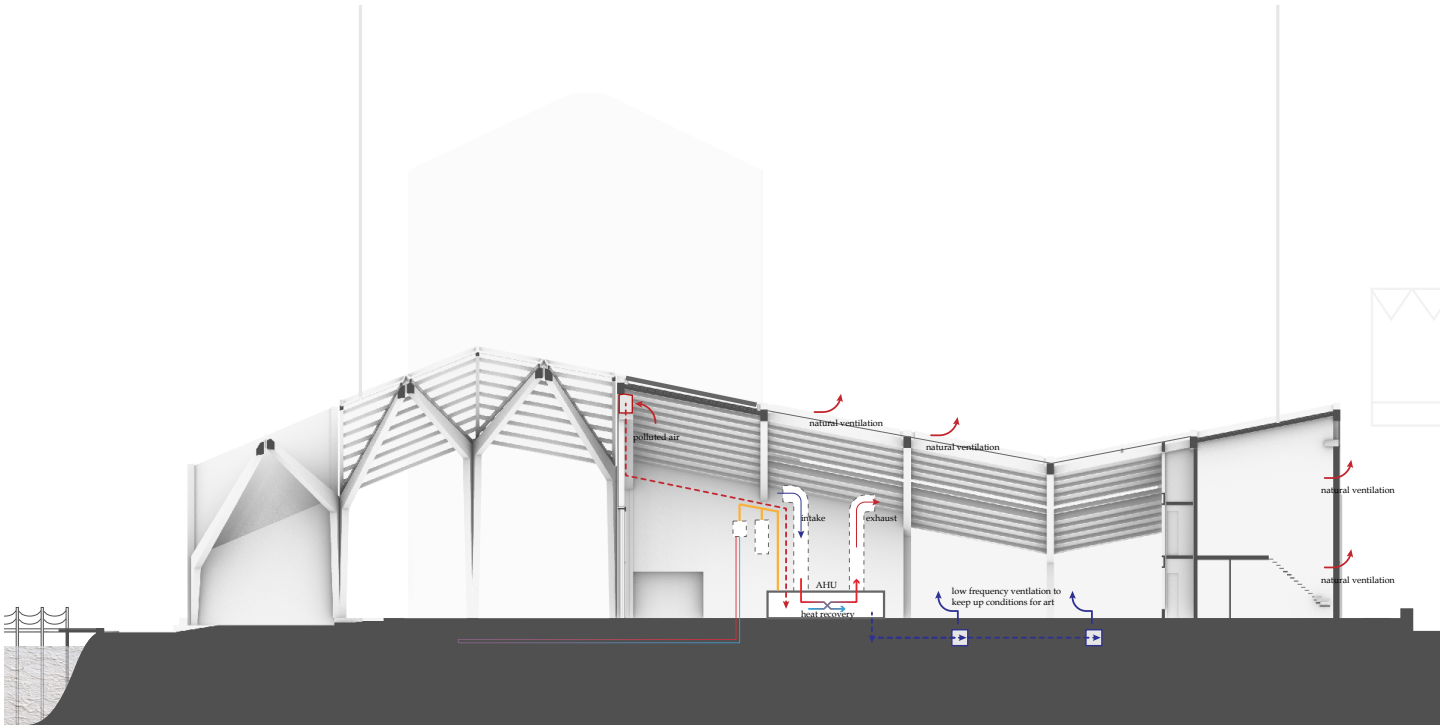 natural ventilation
polluted air
natural ventilation
natural ventilation
intake
exhaust
natural ventilation
AHU
heat recovery
low frequency ventlation to
keep up conditions for art